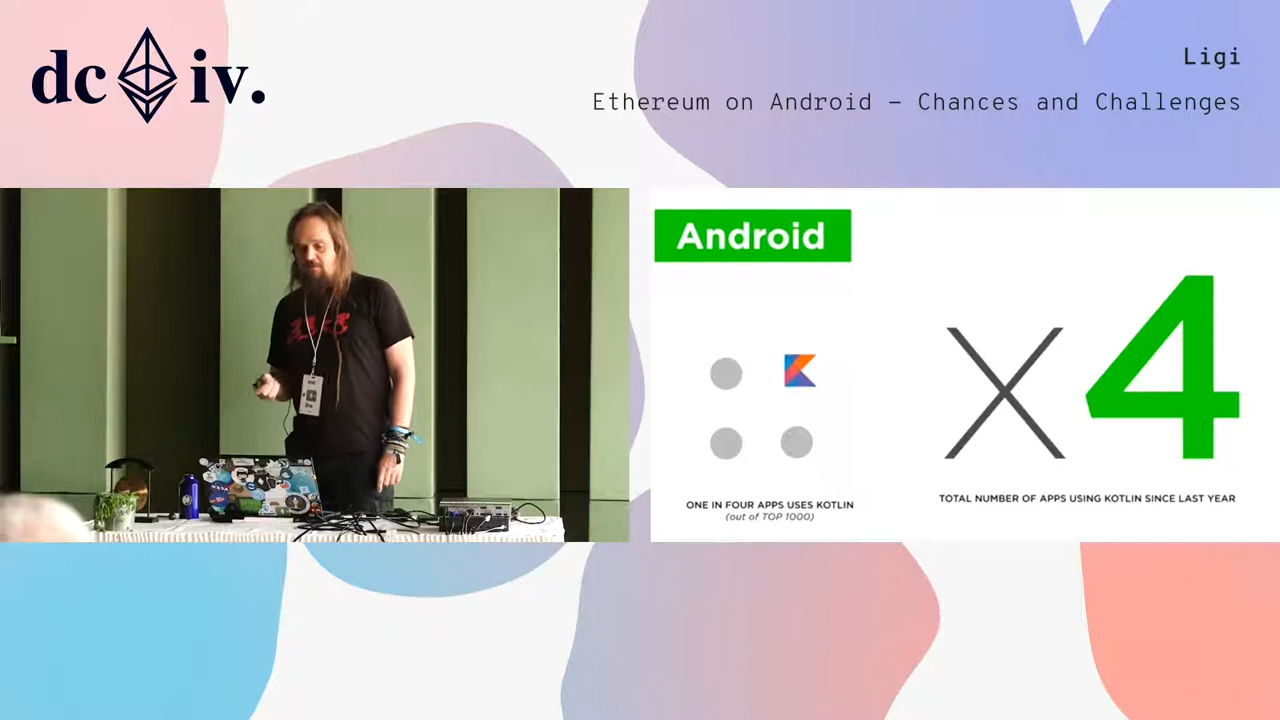 dc iv.
Ligi
Ethereum on Android – Chances and Challenges
Android
X 4
ONE IN FOUR APPS USES KOTLIN
(out of TOP 1000)
TOTAL NUMBER OF APPS USING KOTLIN SINCE LAST YEAR